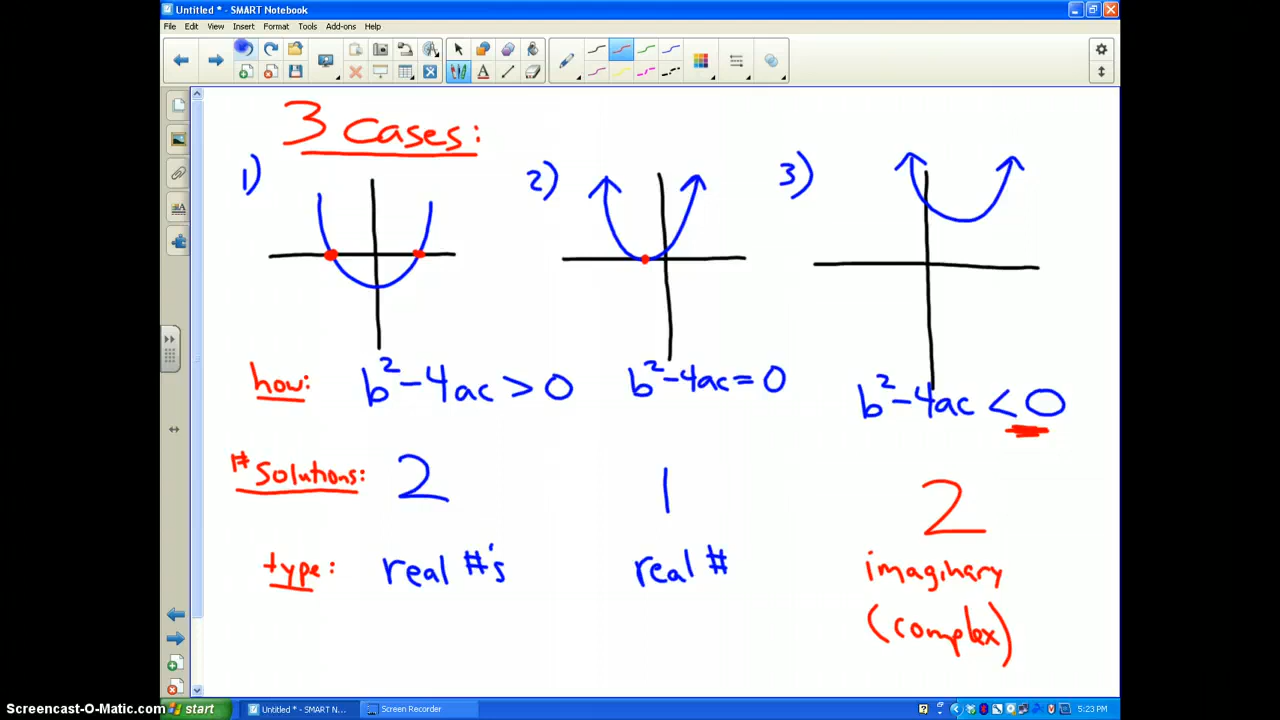 Untitled * - SMART Notebook
File Edit View Insert Format Tools Add-ons Help
3 Cases:
1) 2) 3)
how: b²-4ac > 0 b²-4ac = 0 b²-4ac < 0
# Solutions: 2 1 2
type: real #'s real # imaginary
(complex)
Screencast-O-Matic.com start Untitled * - SMART N... Screen Recorder 5:23 PM